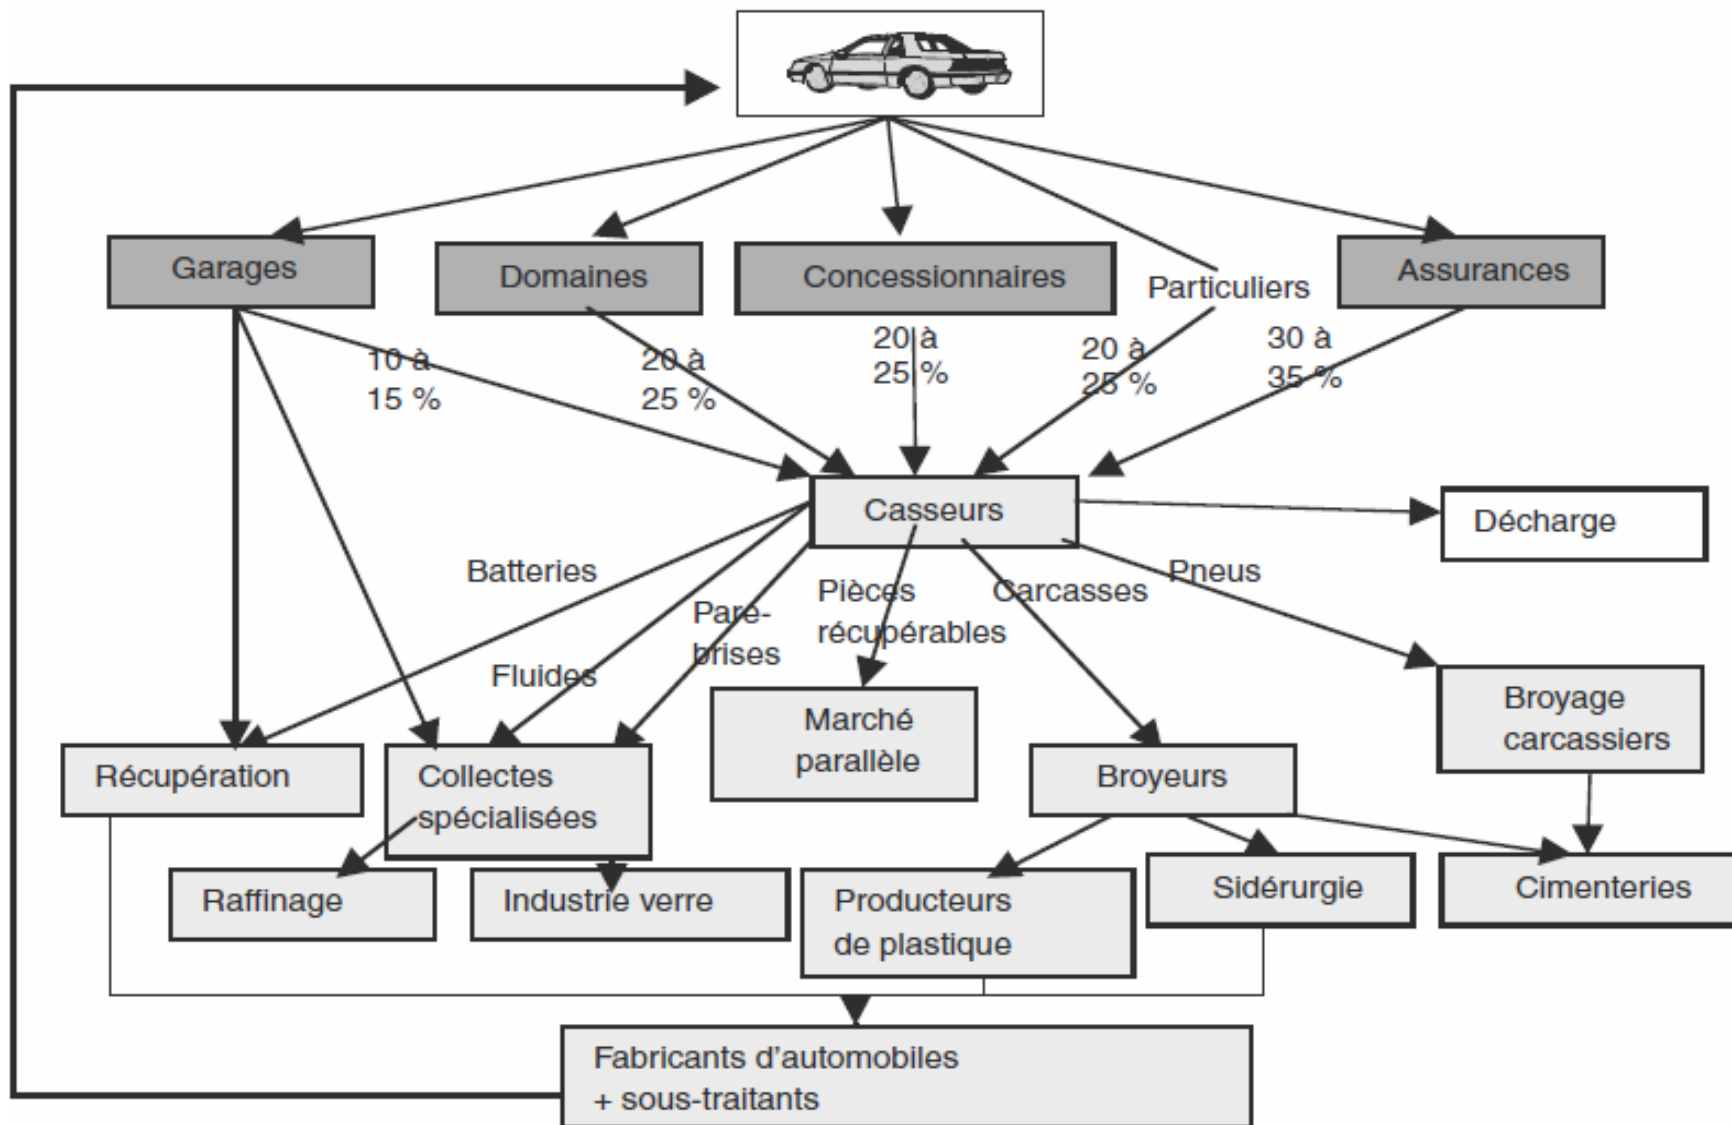 Garages
Domaines
Concessionnaires
Particuliers
Assurances
10 à
15 %
20 à
25 %
20 à
25 %
20 à
25 %
30 à
35 %
Casseurs
Décharge
Batteries
Fluides
Pare-
brises
Pièces
récupérables
Carcasses
Pneus
Récupération
Collectes
spécialisées
Marché
parallèle
Broyeurs
Broyage
carcassiers
Raffinage
Industrie verre
Producteurs
de plastique
Sidérurgie
Cimenteries
Fabricants d'automobiles
+ sous-traitants